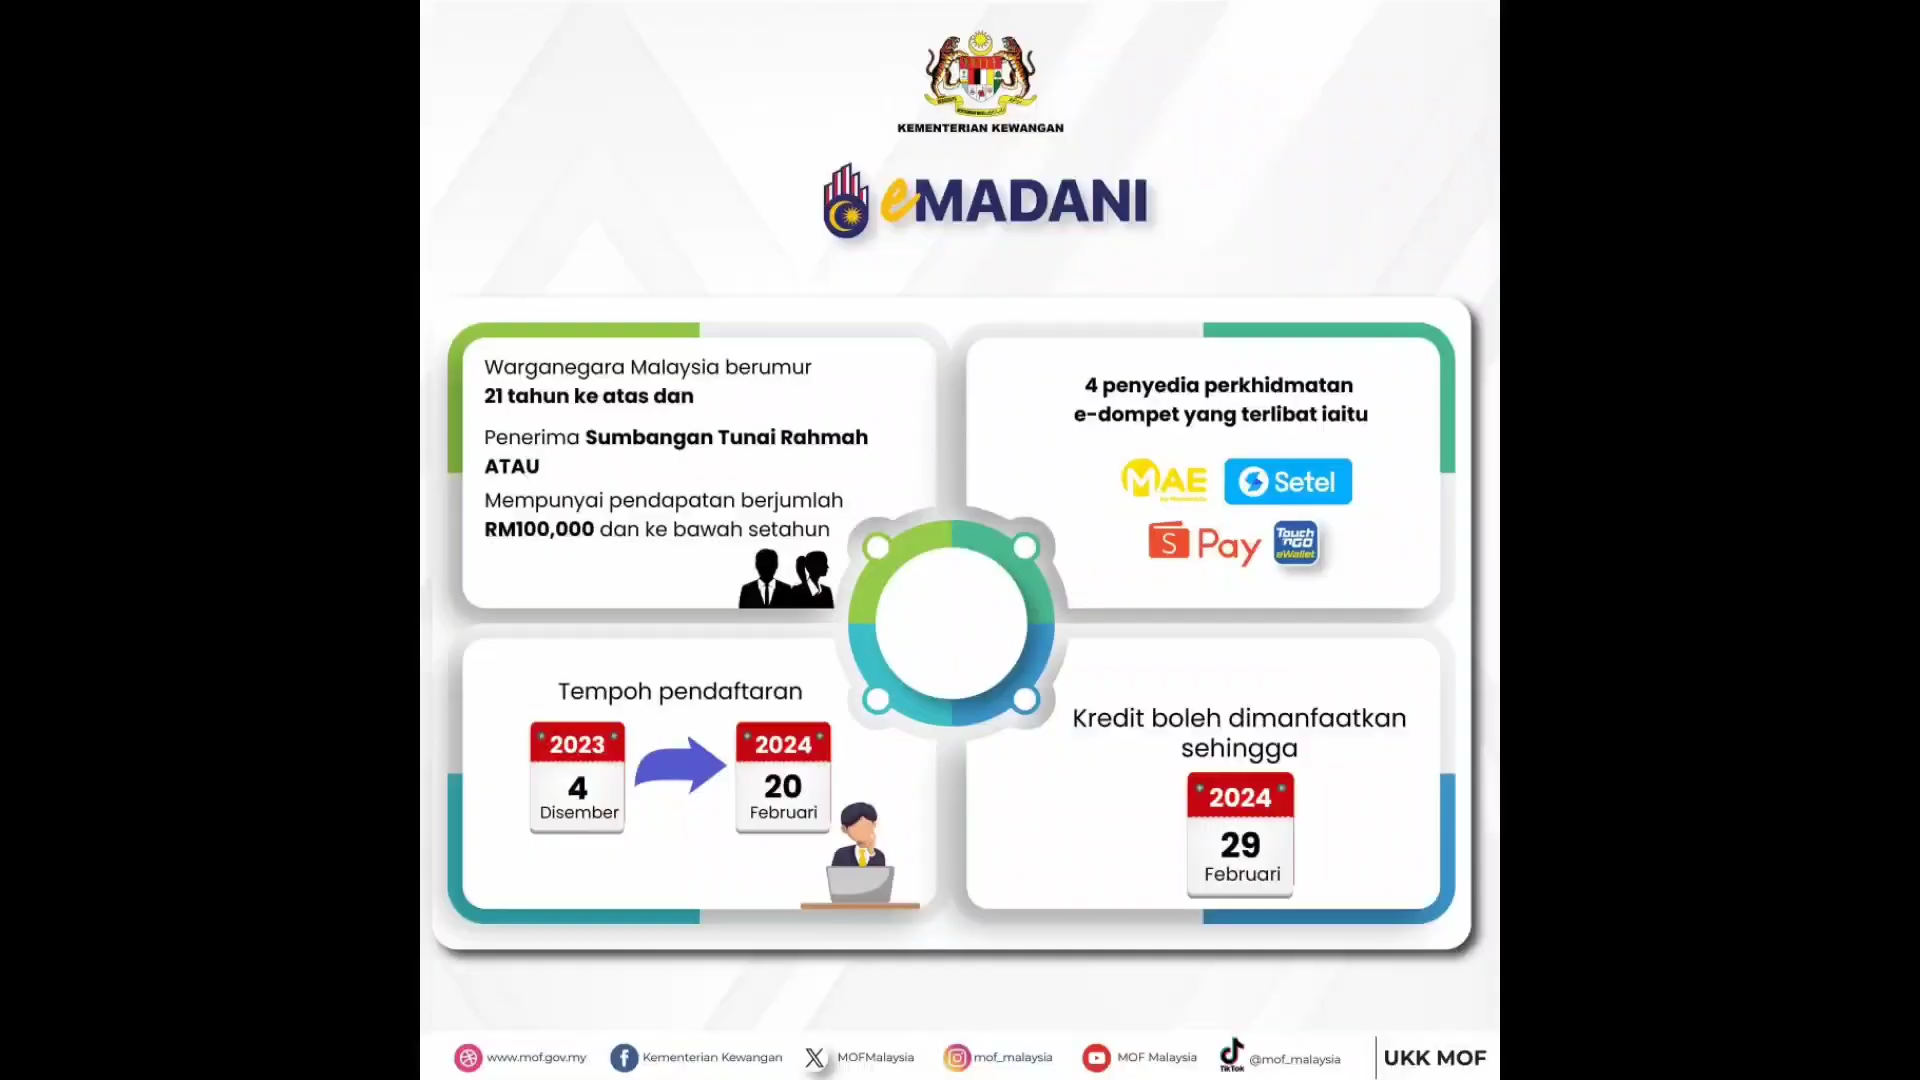 KEMENTERIAN KEWANGAN
eMADANI
Warganegara Malaysia berumur
21 tahun ke atas dan
Penerima Sumbangan Tunai Rahmah
ATAU
Mempunyai pendapatan berjumlah
RM100,000 dan ke bawah setahun
4 penyedia perkhidmatan
e-dompet yang terlibat iaitu
MAE
Setel
S Pay
Touch
'nGO
eWallet
Tempoh pendaftaran
2023
4
Disember
2024
20
Februari
Kredit boleh dimanfaatkan
sehingga
2024
29
Februari
www.mof.gov.my
Kementerian Kewangan
MOFMalaysia
mof_malaysia
MOF Malaysia
TikTok
@mof_malaysia
UKK MOF